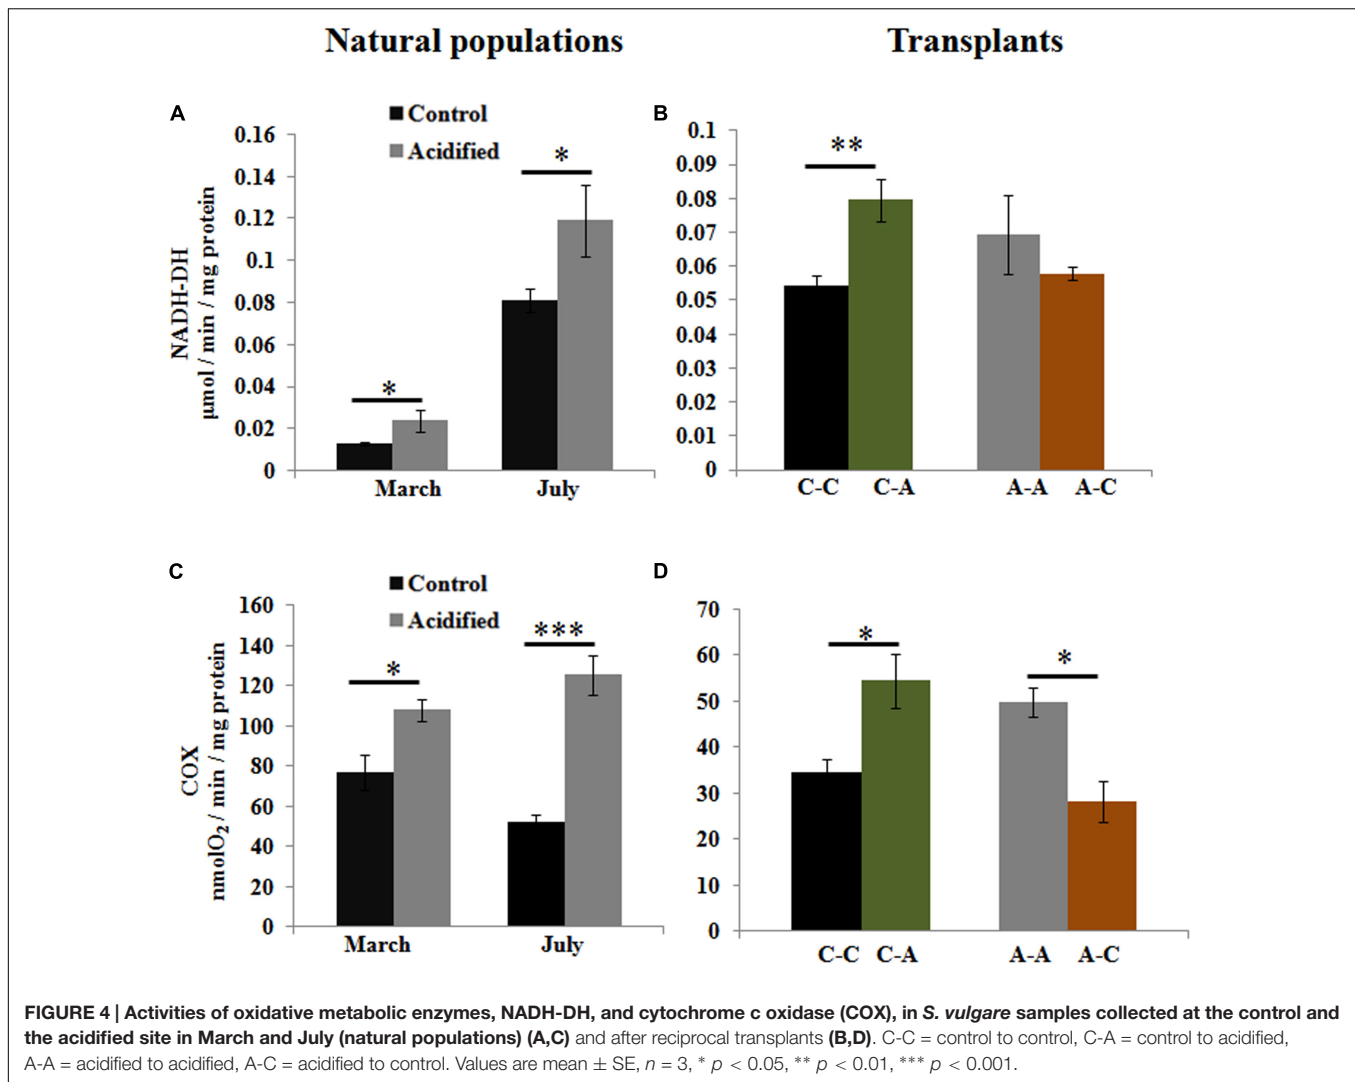 Natural populations
Transplants
A
Control
Acidified
0.16
0.14
0.12
0.1
0.08
0.06
0.04
0.02
0
NADH-DH
µmol / min / mg protein
*
*
March
July
B
0.1
0.09
0.08
0.07
0.06
0.05
0.04
0.03
0.02
0.01
0
**
C-C
C-A
A-A
A-C
C
Control
Acidified
160
140
120
100
80
60
40
20
0
COX
nmolO₂ / min / mg protein
*
***
March
July
D
70
60
50
40
30
20
10
0
*
*
C-C
C-A
A-A
A-C
FIGURE 4 | Activities of oxidative metabolic enzymes, NADH-DH, and cytochrome c oxidase (COX), in S. vulgare samples collected at the control and
the acidified site in March and July (natural populations) (A,C) and after reciprocal transplants (B,D). C-C = control to control, C-A = control to acidified,
A-A = acidified to acidified, A-C = acidified to control. Values are mean ± SE, n = 3, * p < 0.05, ** p < 0.01, *** p < 0.001.